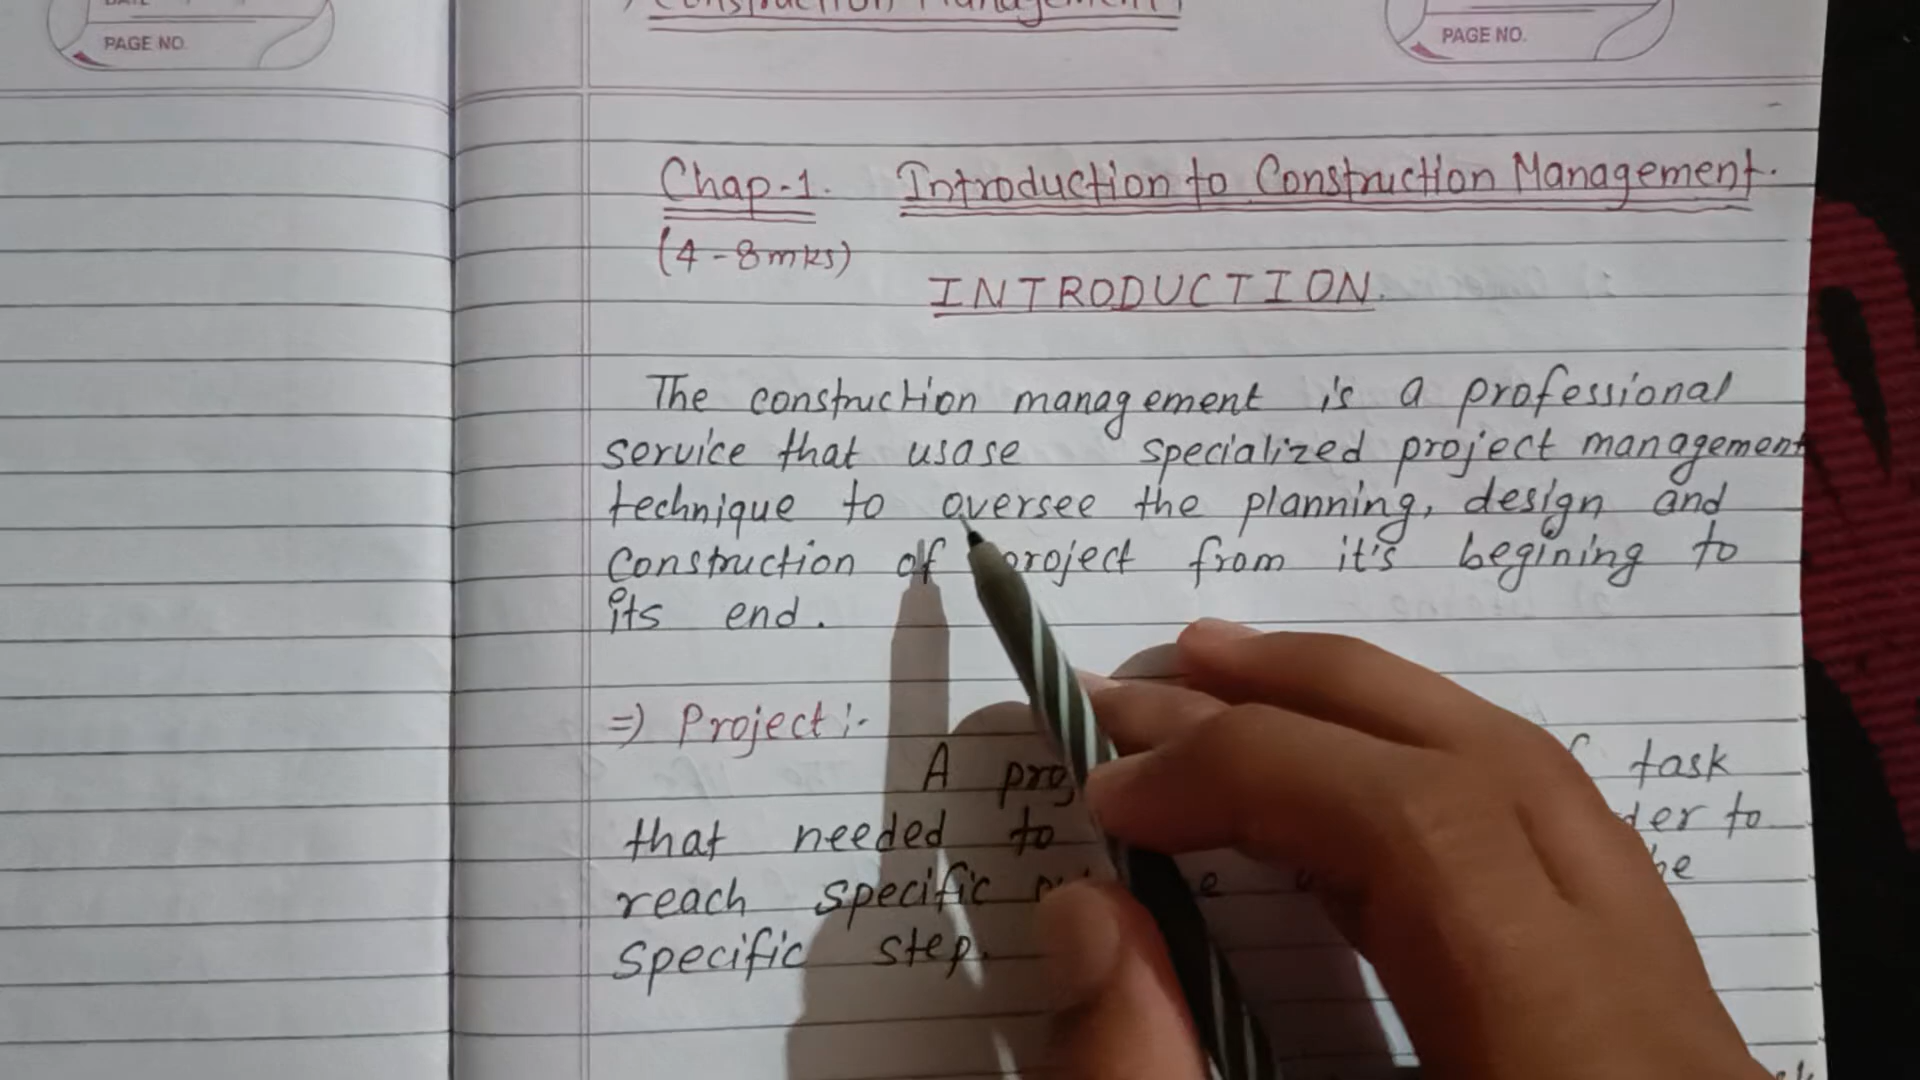 PAGE NO.
Construction Management
PAGE NO.
Chap-1. Introduction to Construction Management.
(4-8mks)
INTRODUCTION.
The construction management is a professional
service that usase specialized project management
technique to oversee the planning, design and
Construction of project from it's begining to
its end.
=) Project :-
A task
that needed to to
reach specific
specific step.